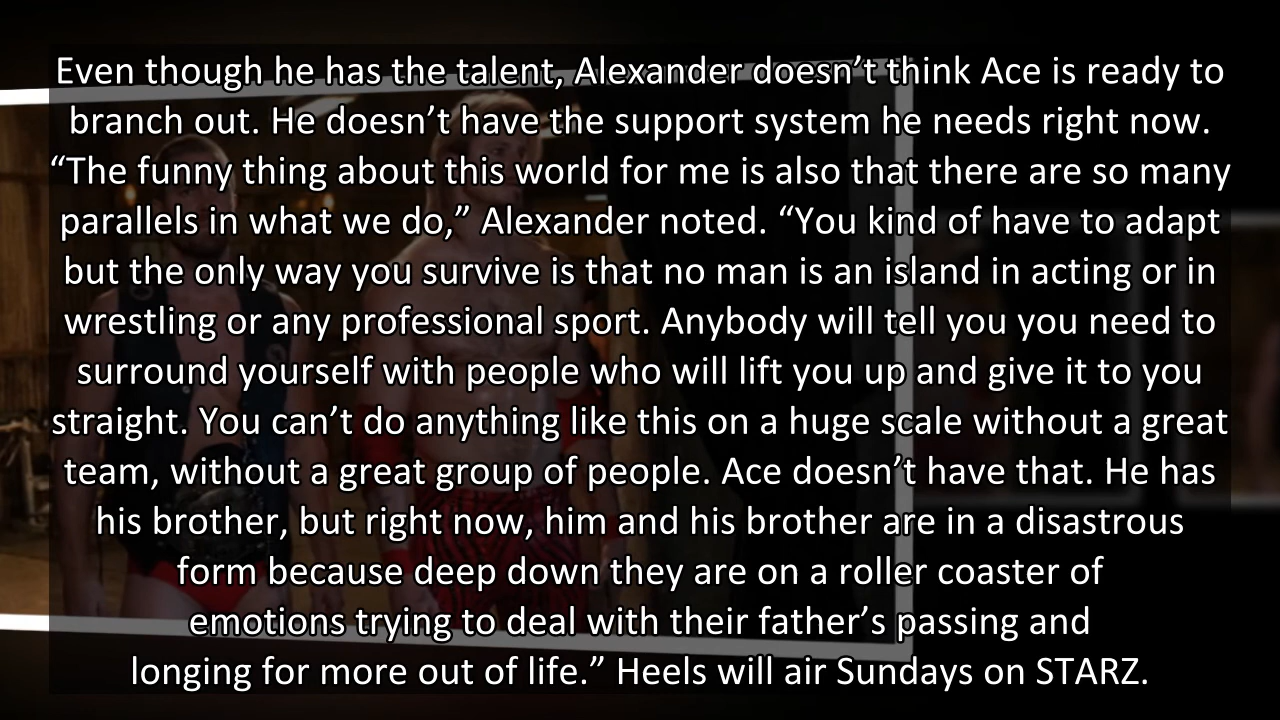 Even though he has the talent, Alexander doesn’t think Ace is ready to
branch out. He doesn’t have the support system he needs right now.
“The funny thing about this world for me is also that there are so many
parallels in what we do,” Alexander noted. “You kind of have to adapt
but the only way you survive is that no man is an island in acting or in
wrestling or any professional sport. Anybody will tell you you need to
surround yourself with people who will lift you up and give it to you
straight. You can’t do anything like this on a huge scale without a great
team, without a great group of people. Ace doesn’t have that. He has
his brother, but right now, him and his brother are in a disastrous
form because deep down they are on a roller coaster of
emotions trying to deal with their father’s passing and
longing for more out of life.” Heels will air Sundays on STARZ.